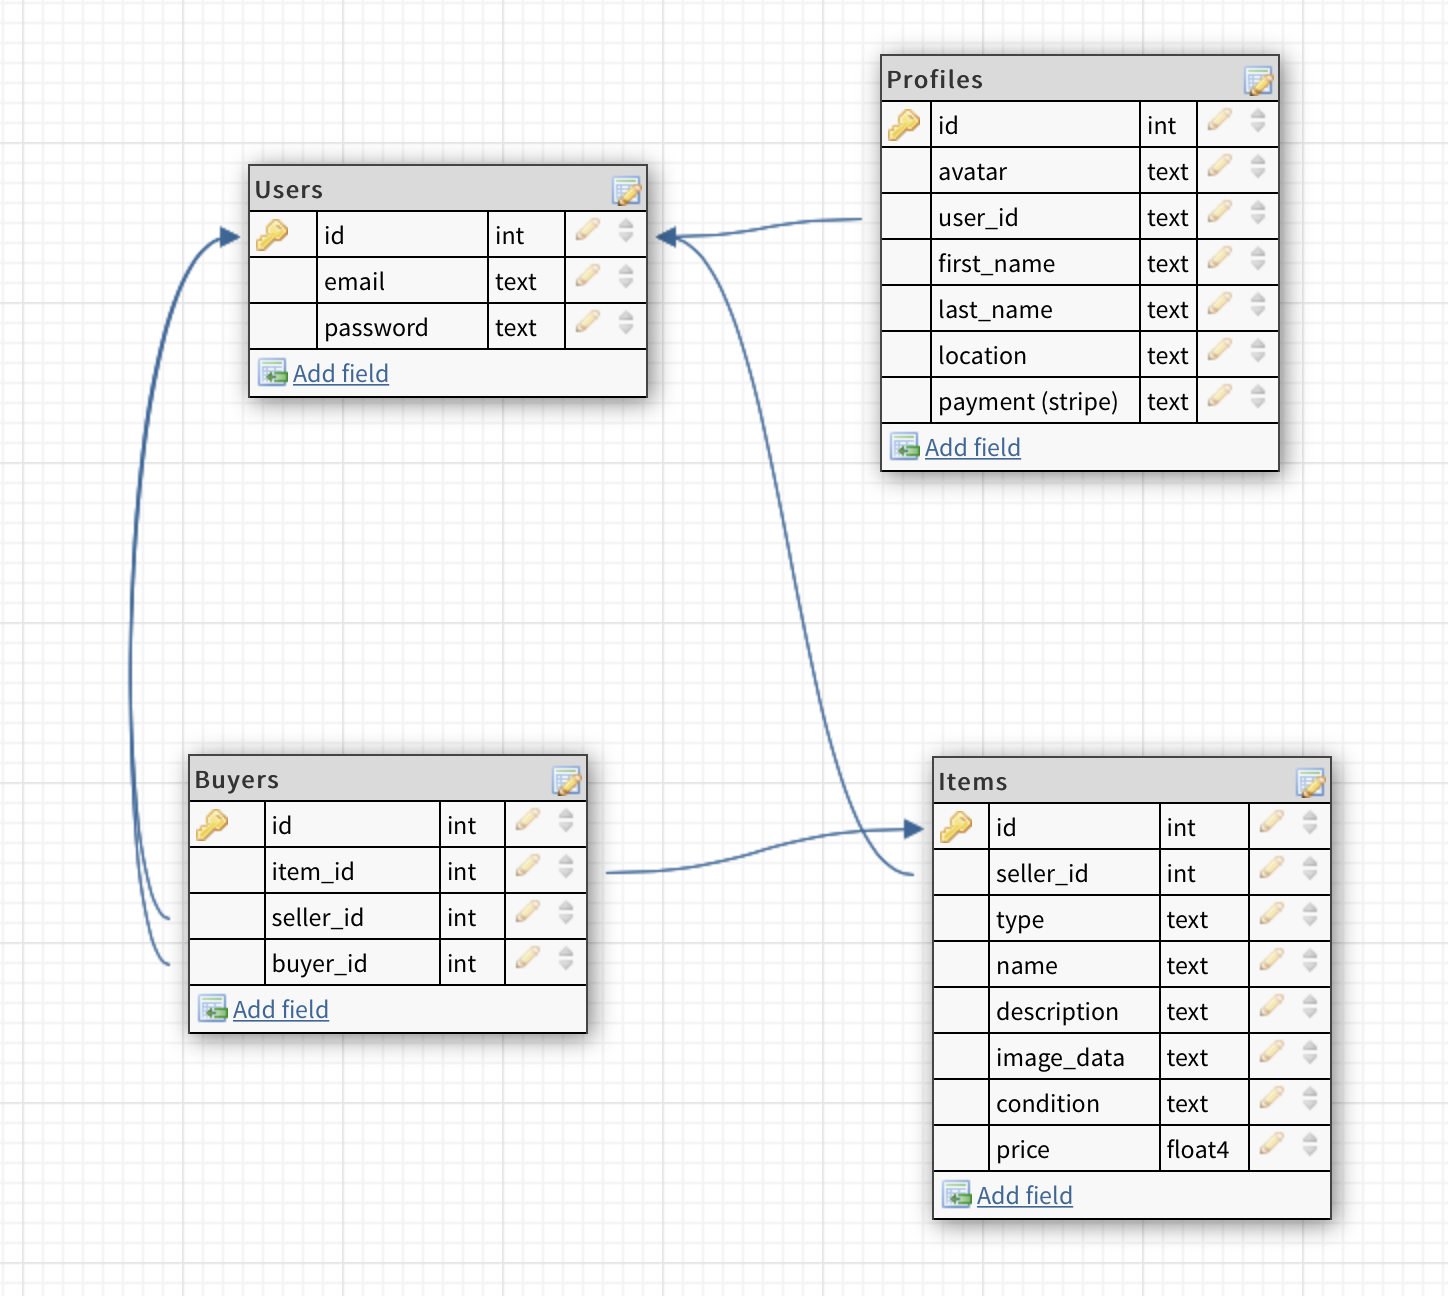 Profiles
id int
avatar text
user_id text
first_name text
last_name text
location text
payment (stripe) text
Add field
Users
id int
email text
password text
Add field
Buyers
id int
item_id int
seller_id int
buyer_id int
Add field
Items
id int
seller_id int
type text
name text
description text
image_data text
condition text
price float4
Add field